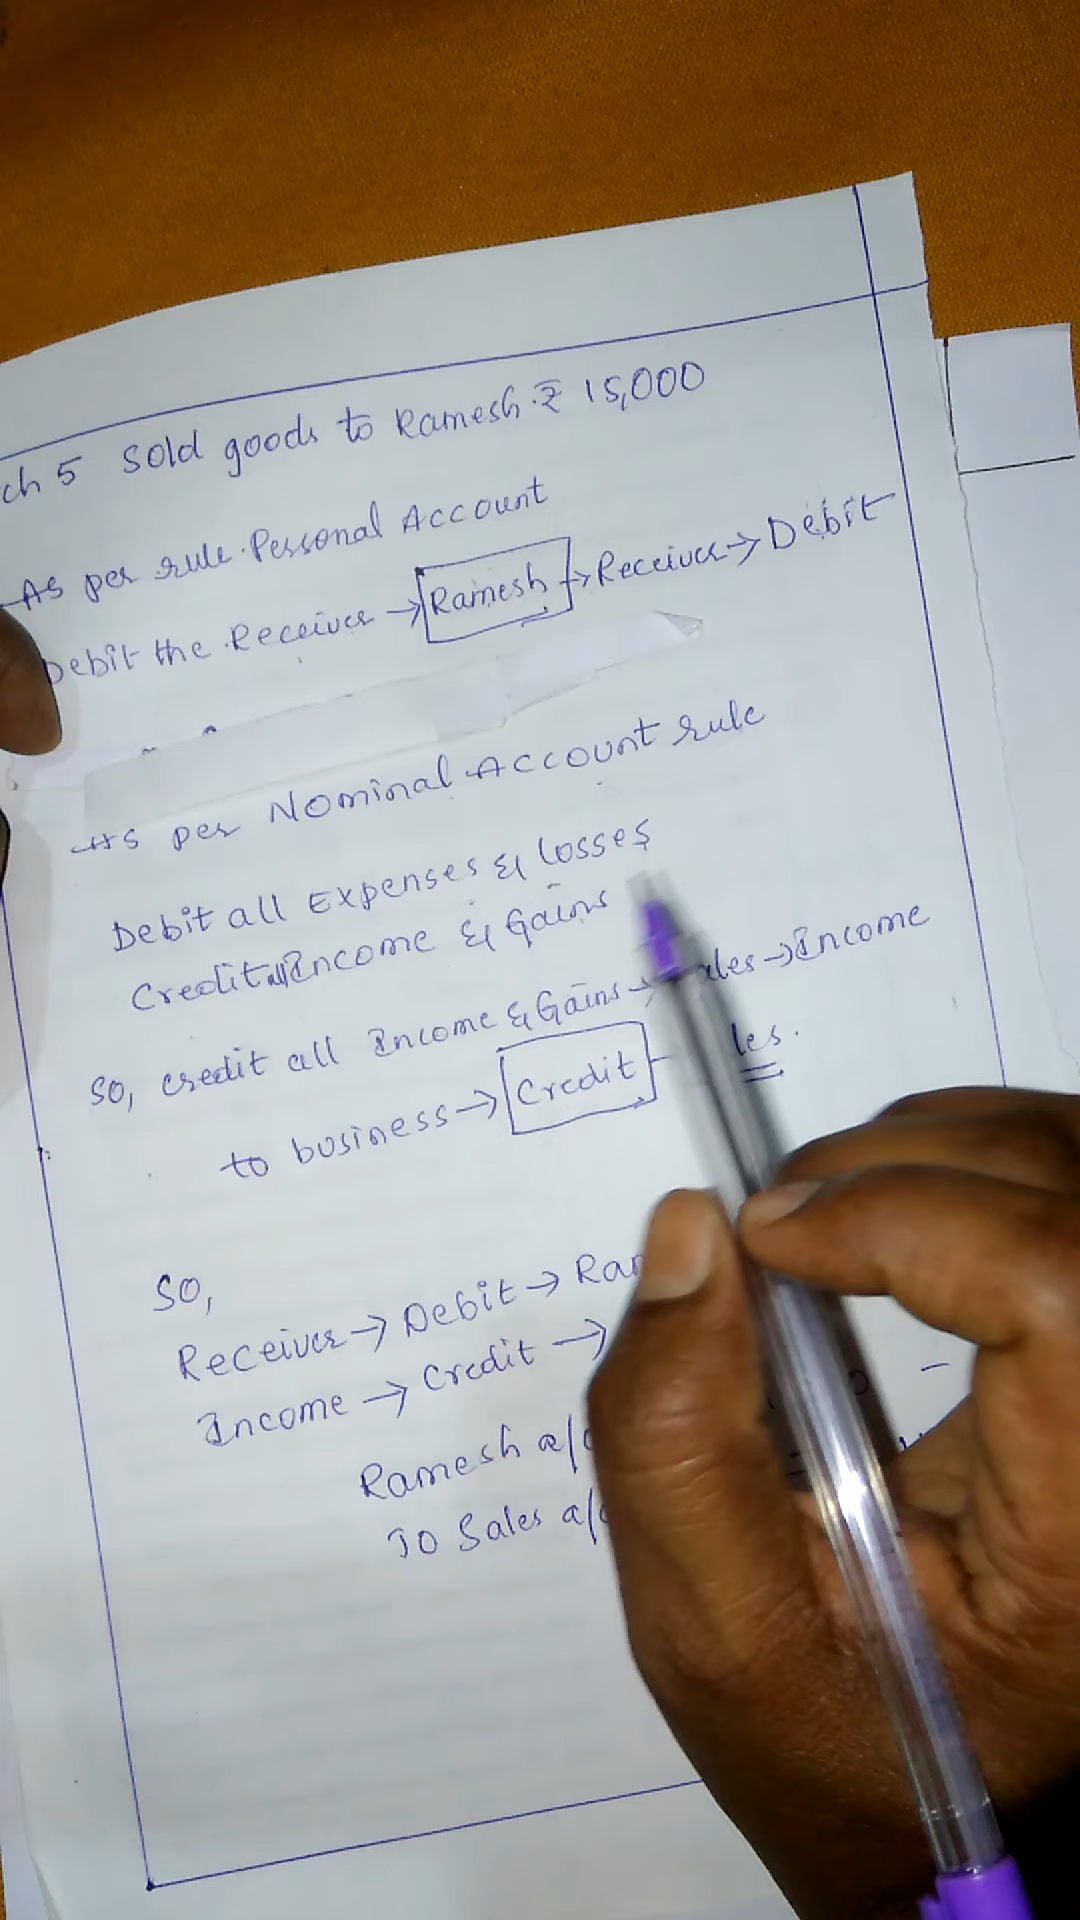 ch 5 Sold goods to Ramesh ₹ 15,000
As per rule Personal Account
Debit the Receiver → Ramesh → Receiver → Debit
As per Nominal Account rule
Debit all Expenses & Losses
Credit all Income & Gains
So, credit all Income & Gains → ales → Income
to business → Credit les.
So,
Receiver → Debit → Ram
Income → Credit →
Ramesh a/c
To Sales a/c